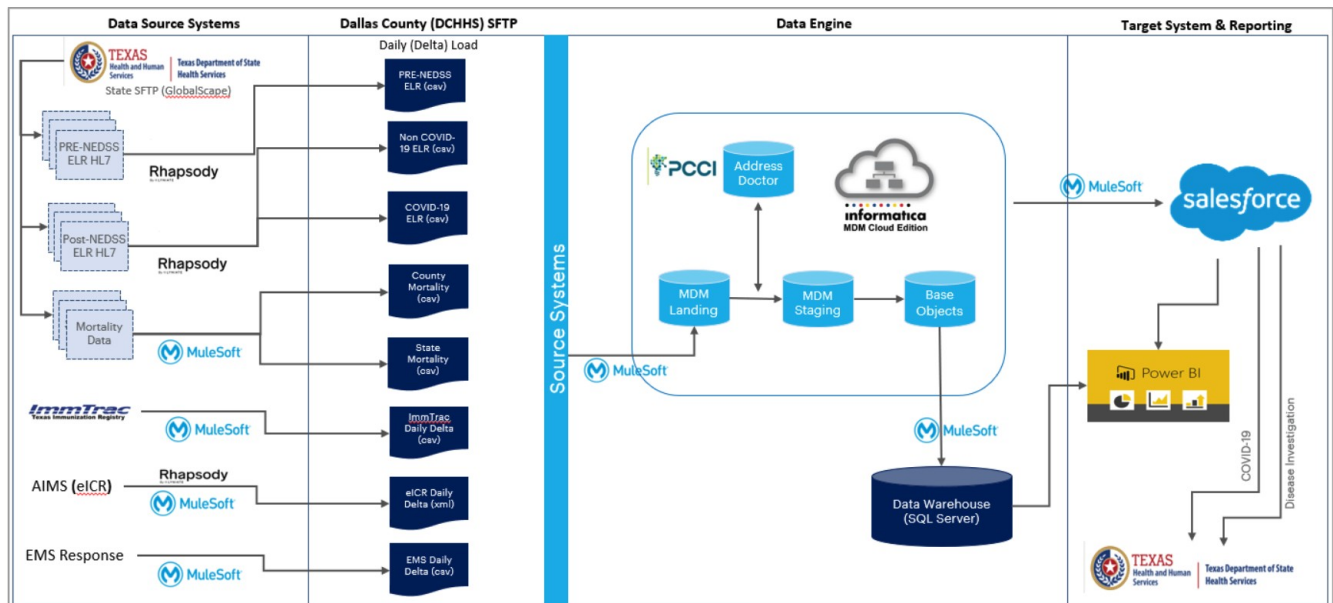 Data Source Systems
Dallas County (DCHHS) SFTP
Data Engine
Target System & Reporting
TEXAS
Health and Human
Services
Texas Department of State
Health Services
State SFTP (GlobalScape)
PRE-NEDSS
ELR HL7
Rhapsody
Post-NEDSS
ELR HL7
Rhapsody
Mortality
Data
MuleSoft
ImmTrac
Texas Immunization Registry
MuleSoft
AIMS (eICR)
Rhapsody
MuleSoft
EMS Response
MuleSoft
Daily (Delta) Load
PRE-NEDSS
ELR (csv)
Non COVID-
19 ELR (csv)
COVID-19
ELR (csv)
County
Mortality
(csv)
State
Mortality
(csv)
ImmTrac
Daily Delta
(csv)
eICR Daily
Delta (xml)
EMS Daily
Delta (csv)
Source Systems
MuleSoft
PCCI
Address
Doctor
informatica
MDM Cloud Edition
MDM
Landing
MDM
Staging
Base
Objects
MuleSoft
Data Warehouse
(SQL Server)
MuleSoft
salesforce
Power BI
COVID-19
Disease Investigation
TEXAS
Health and Human
Services
Texas Department of State
Health Services